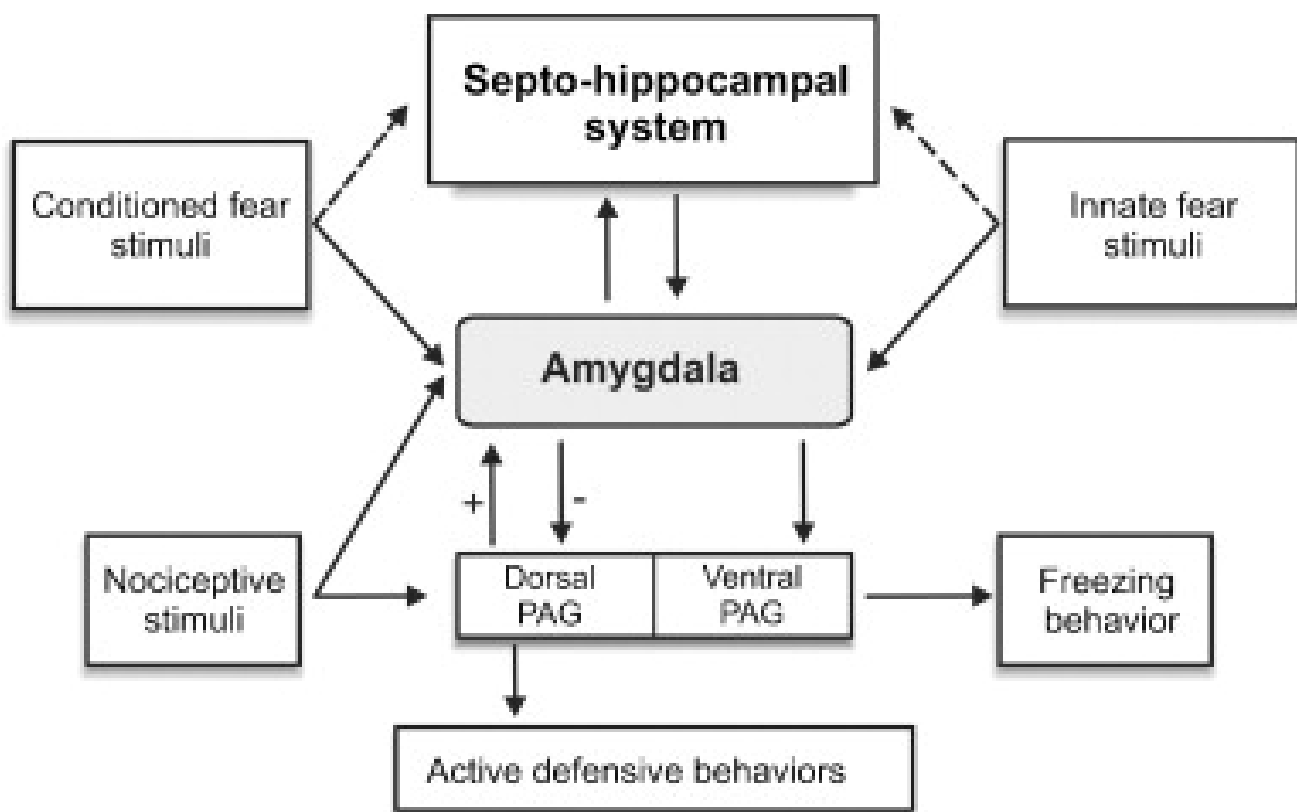 Septo-hippocampal
system
Conditioned fear
stimuli
Innate fear
stimuli
Amygdala
+
-
Nociceptive
stimuli
Dorsal
PAG
Ventral
PAG
Freezing
behavior
Active defensive behaviors